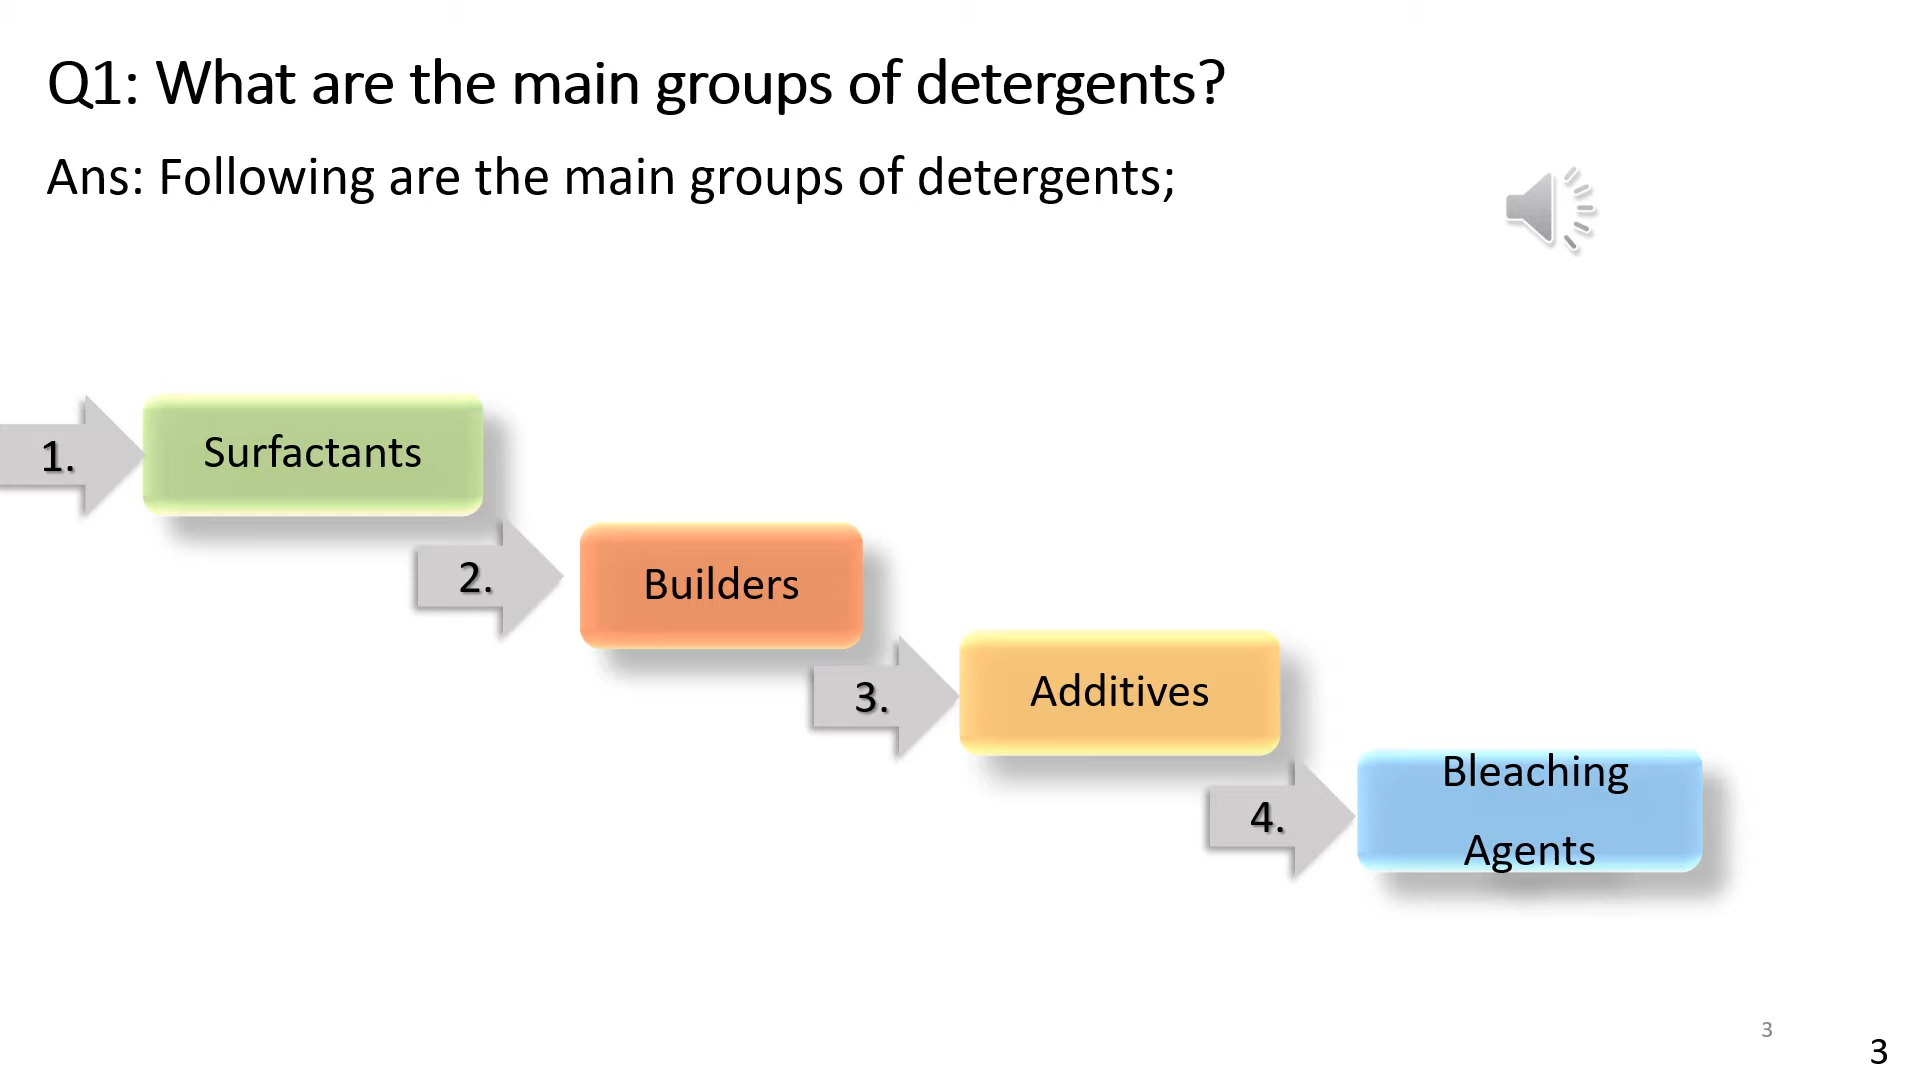 Q1: What are the main groups of detergents?
Ans: Following are the main groups of detergents;
1.
Surfactants
2.
Builders
3.
Additives
4.
Bleaching
Agents
3
3